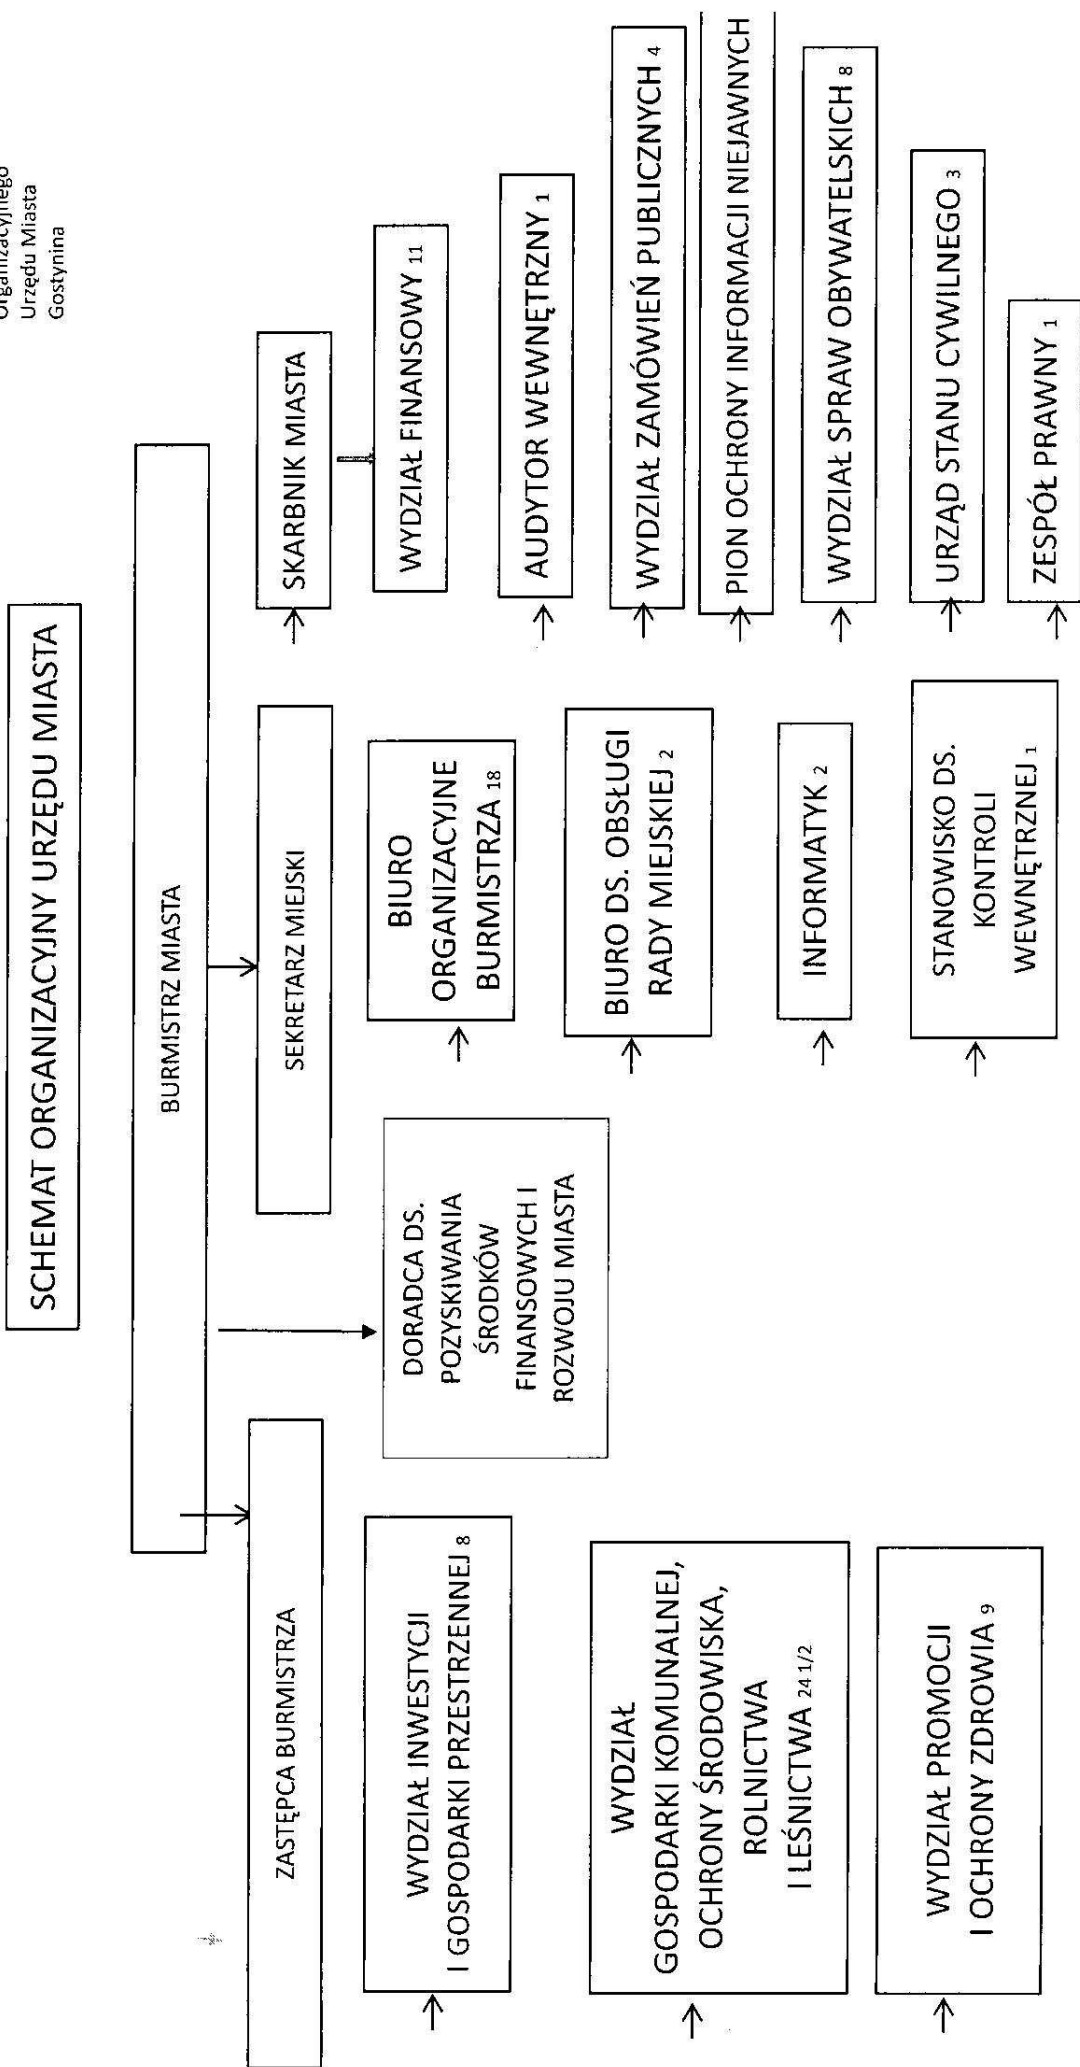 Organizacyjnego
Urzędu Miasta
Gostynina
SCHEMAT ORGANIZACYJNY URZĘDU MIASTA
BURMISTRZ MIASTA
ZASTĘPCA BURMISTRZA
SEKRETARZ MIEJSKI
SKARBNIK MIASTA
WYDZIAŁ INWESTYCJI
I GOSPODARKI PRZESTRZENNEJ 8
WYDZIAŁ
GOSPODARKI KOMUNALNEJ,
OCHRONY ŚRODOWISKA,
ROLNICTWA
I LEŚNICTWA 24 1/2
WYDZIAŁ PROMOCJI
I OCHRONY ZDROWIA 9
DORADCA DS.
POZYSKIWANIA
ŚRODKÓW
FINANSOWYCH I
ROZWOJU MIASTA
BIURO
ORGANIZACYJNE
BURMISTRZA 18
BIURO DS. OBSŁUGI
RADY MIEJSKIEJ 2
INFORMATYK 2
STANOWISKO DS.
KONTROLI
WEWNĘTRZNEJ 1
WYDZIAŁ FINANSOWY 11
AUDYTOR WEWNĘTRZNY 1
WYDZIAŁ ZAMÓWIEŃ PUBLICZNYCH 4
PION OCHRONY INFORMACJI NIEJAWNYCH
WYDZIAŁ SPRAW OBYWATELSKICH 8
URZĄD STANU CYWILNEGO 3
ZESPÓŁ PRAWNY 1